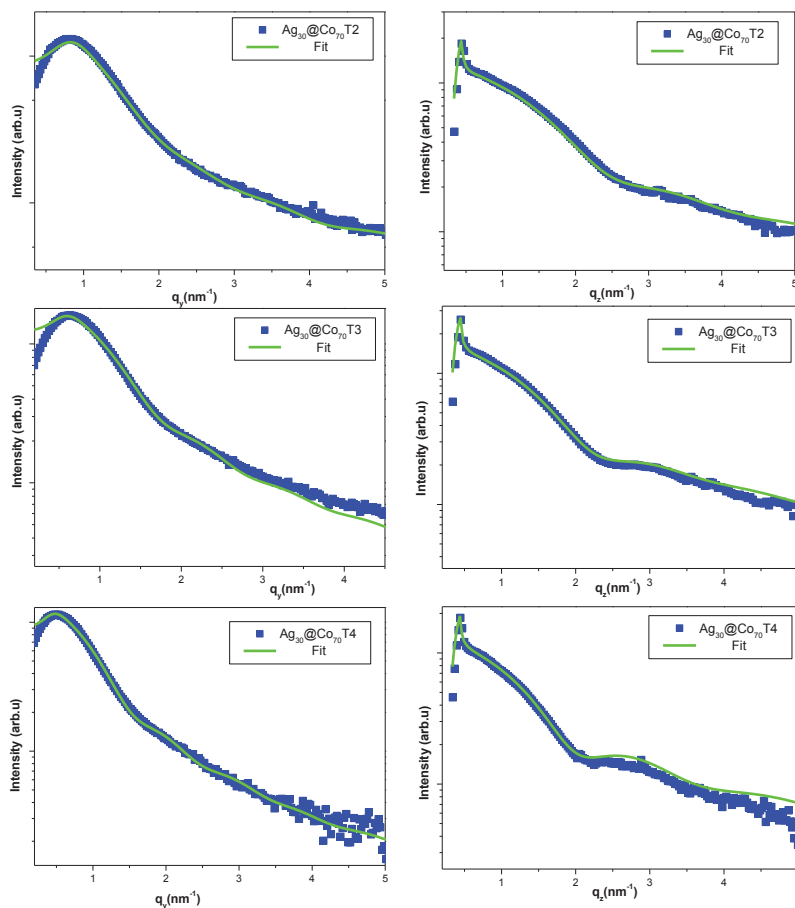 Ag30@Co70T2
Fit
Intensity (arb.u)
1 2 3 4 5
qy(nm-1)
Ag30@Co70T2
Fit
Intensity (arb.u)
1 2 3 4 5
qz(nm-1)
Ag30@Co70T3
Fit
Intensity (arb.u)
1 2 3 4
qy(nm-1)
Ag30@Co70T3
Fit
Intensity (arb.u)
1 2 3 4
qz(nm-1)
Ag30@Co70T4
Fit
Intensity (arb.u)
1 2 3 4 5
qy(nm-1)
Ag30@Co70T4
Fit
Intensity (arb.u)
1 2 3 4
qz(nm-1)